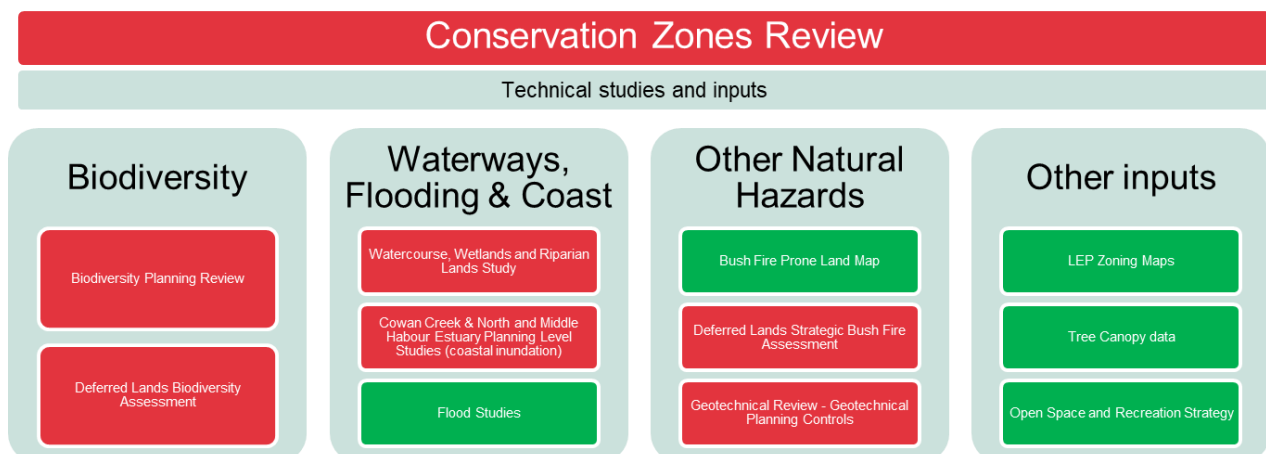 Conservation Zones Review
Technical studies and inputs
Biodiversity
Biodiversity Planning Review
Deferred Lands Biodiversity
Assessment
Waterways,
Flooding & Coast
Watercourse, Wetlands and Riparian
Lands Study
Cowan Creek & North and Middle
Habour Estuary Planning Level
Studies (coastal inundation)
Flood Studies
Other Natural
Hazards
Bush Fire Prone Land Map
Deferred Lands Strategic Bush Fire
Assessment
Geotechnical Review - Geotechnical
Planning Controls
Other inputs
LEP Zoning Maps
Tree Canopy data
Open Space and Recreation Strategy